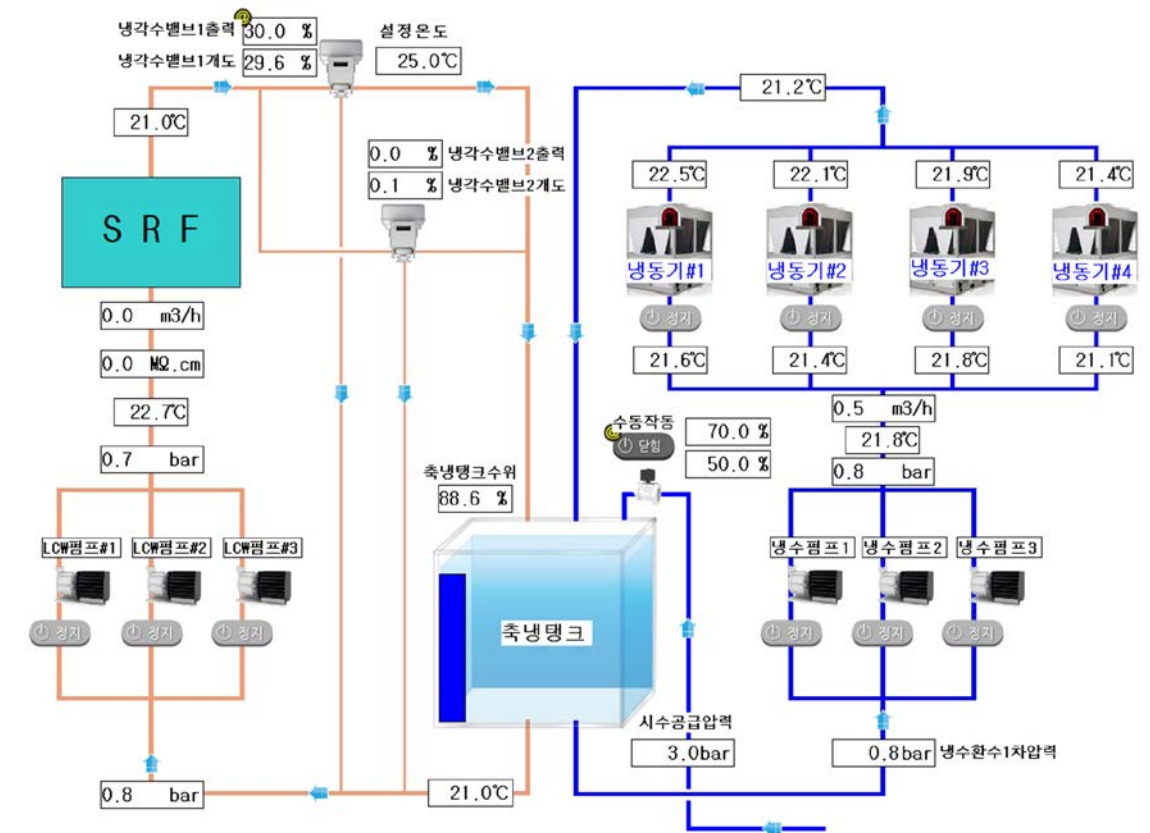 냉각수밸브1출력 30.0 %
설정온도
냉각수밸브1개도 29.6 %
25.0℃
21.2℃
21.0℃
0.0 % 냉각수밸브2출력
0.1 % 냉각수밸브2개도
22.5℃ 22.1℃ 21.9℃ 21.4℃
SRF
냉동기#1 냉동기#2 냉동기#3 냉동기#4
정지 정지 정지 정지
0.0 m3/h
0.0 MΩ.cm
21.6℃ 21.4℃ 21.8℃ 21.1℃
22.7℃
0.5 m3/h
수동작동
닫힘
70.0 %
21.8℃
0.7 bar
50.0 %
0.8 bar
축냉탱크수위
88.6 %
LCW펌프#1 LCW펌프#2 LCW펌프#3
냉수펌프1 냉수펌프2 냉수펌프3
정지 정지 정지
축냉탱크
정지 정지 정지
시수공급압력
3.0bar
0.8bar 냉수환수1차압력
0.8 bar
21.0℃